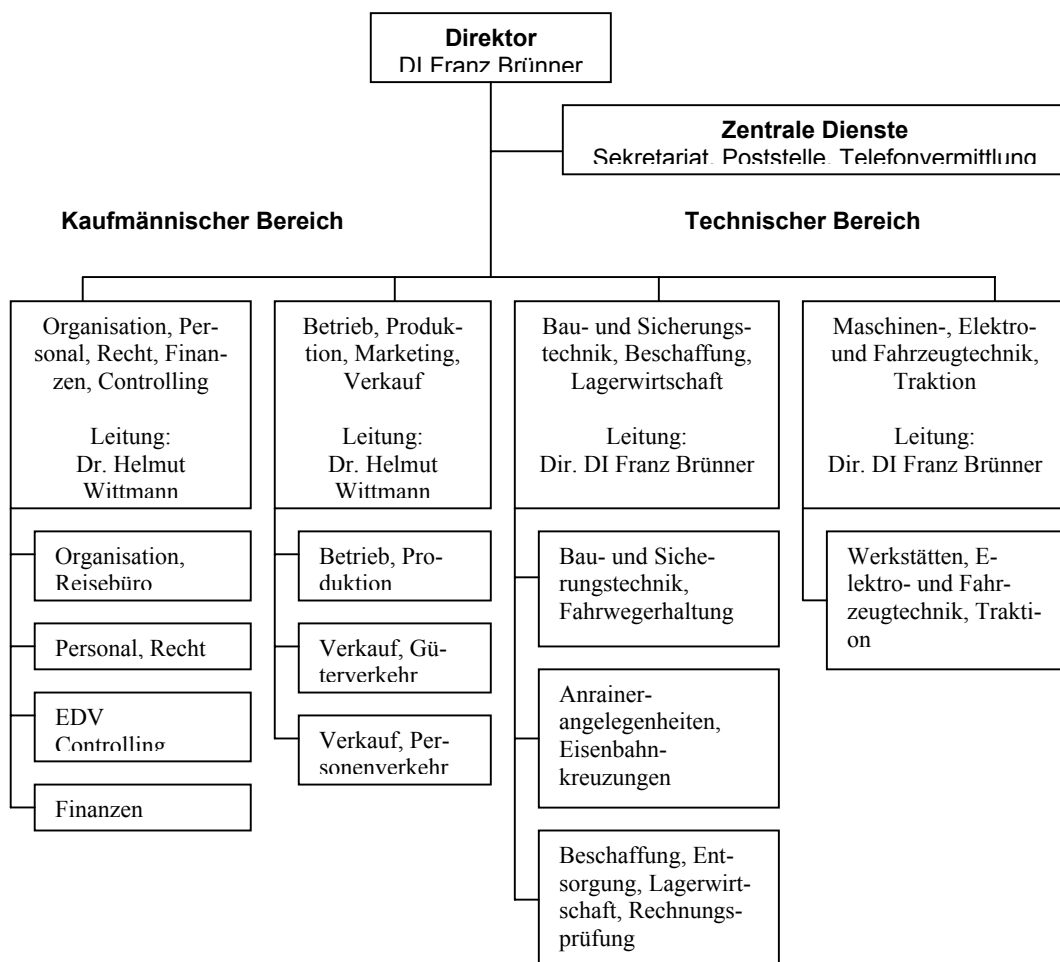 Direktor
DI Franz Brünner
Zentrale Dienste
Sekretariat, Poststelle, Telefonvermittlung
Kaufmännischer Bereich
Technischer Bereich
Organisation, Per-
sonal, Recht, Finan-
zen, Controlling
Leitung:
Dr. Helmut
Wittmann
Betrieb, Produk-
tion, Marketing,
Verkauf
Leitung:
Dr. Helmut
Wittmann
Bau- und Sicherungs-
technik, Beschaffung,
Lagerwirtschaft
Leitung:
Dir. DI Franz Brünner
Maschinen-, Elektro-
und Fahrzeugtechnik,
Traktion
Leitung:
Dir. DI Franz Brünner
Organisation,
Reisebüro
Personal, Recht
EDV
Controlling
Finanzen
Betrieb, Pro-
duktion
Verkauf, Gü-
terverkehr
Verkauf, Per-
sonenverkehr
Bau- und Siche-
rungstechnik,
Fahrwegerhaltung
Anrainer-
angelegenheiten,
Eisenbahn-
kreuzungen
Beschaffung, Ent-
sorgung, Lagerwirt-
schaft, Rechnungs-
prüfung
Werkstätten, E-
lektro- und Fahr-
zeugtechnik, Trakti-
on